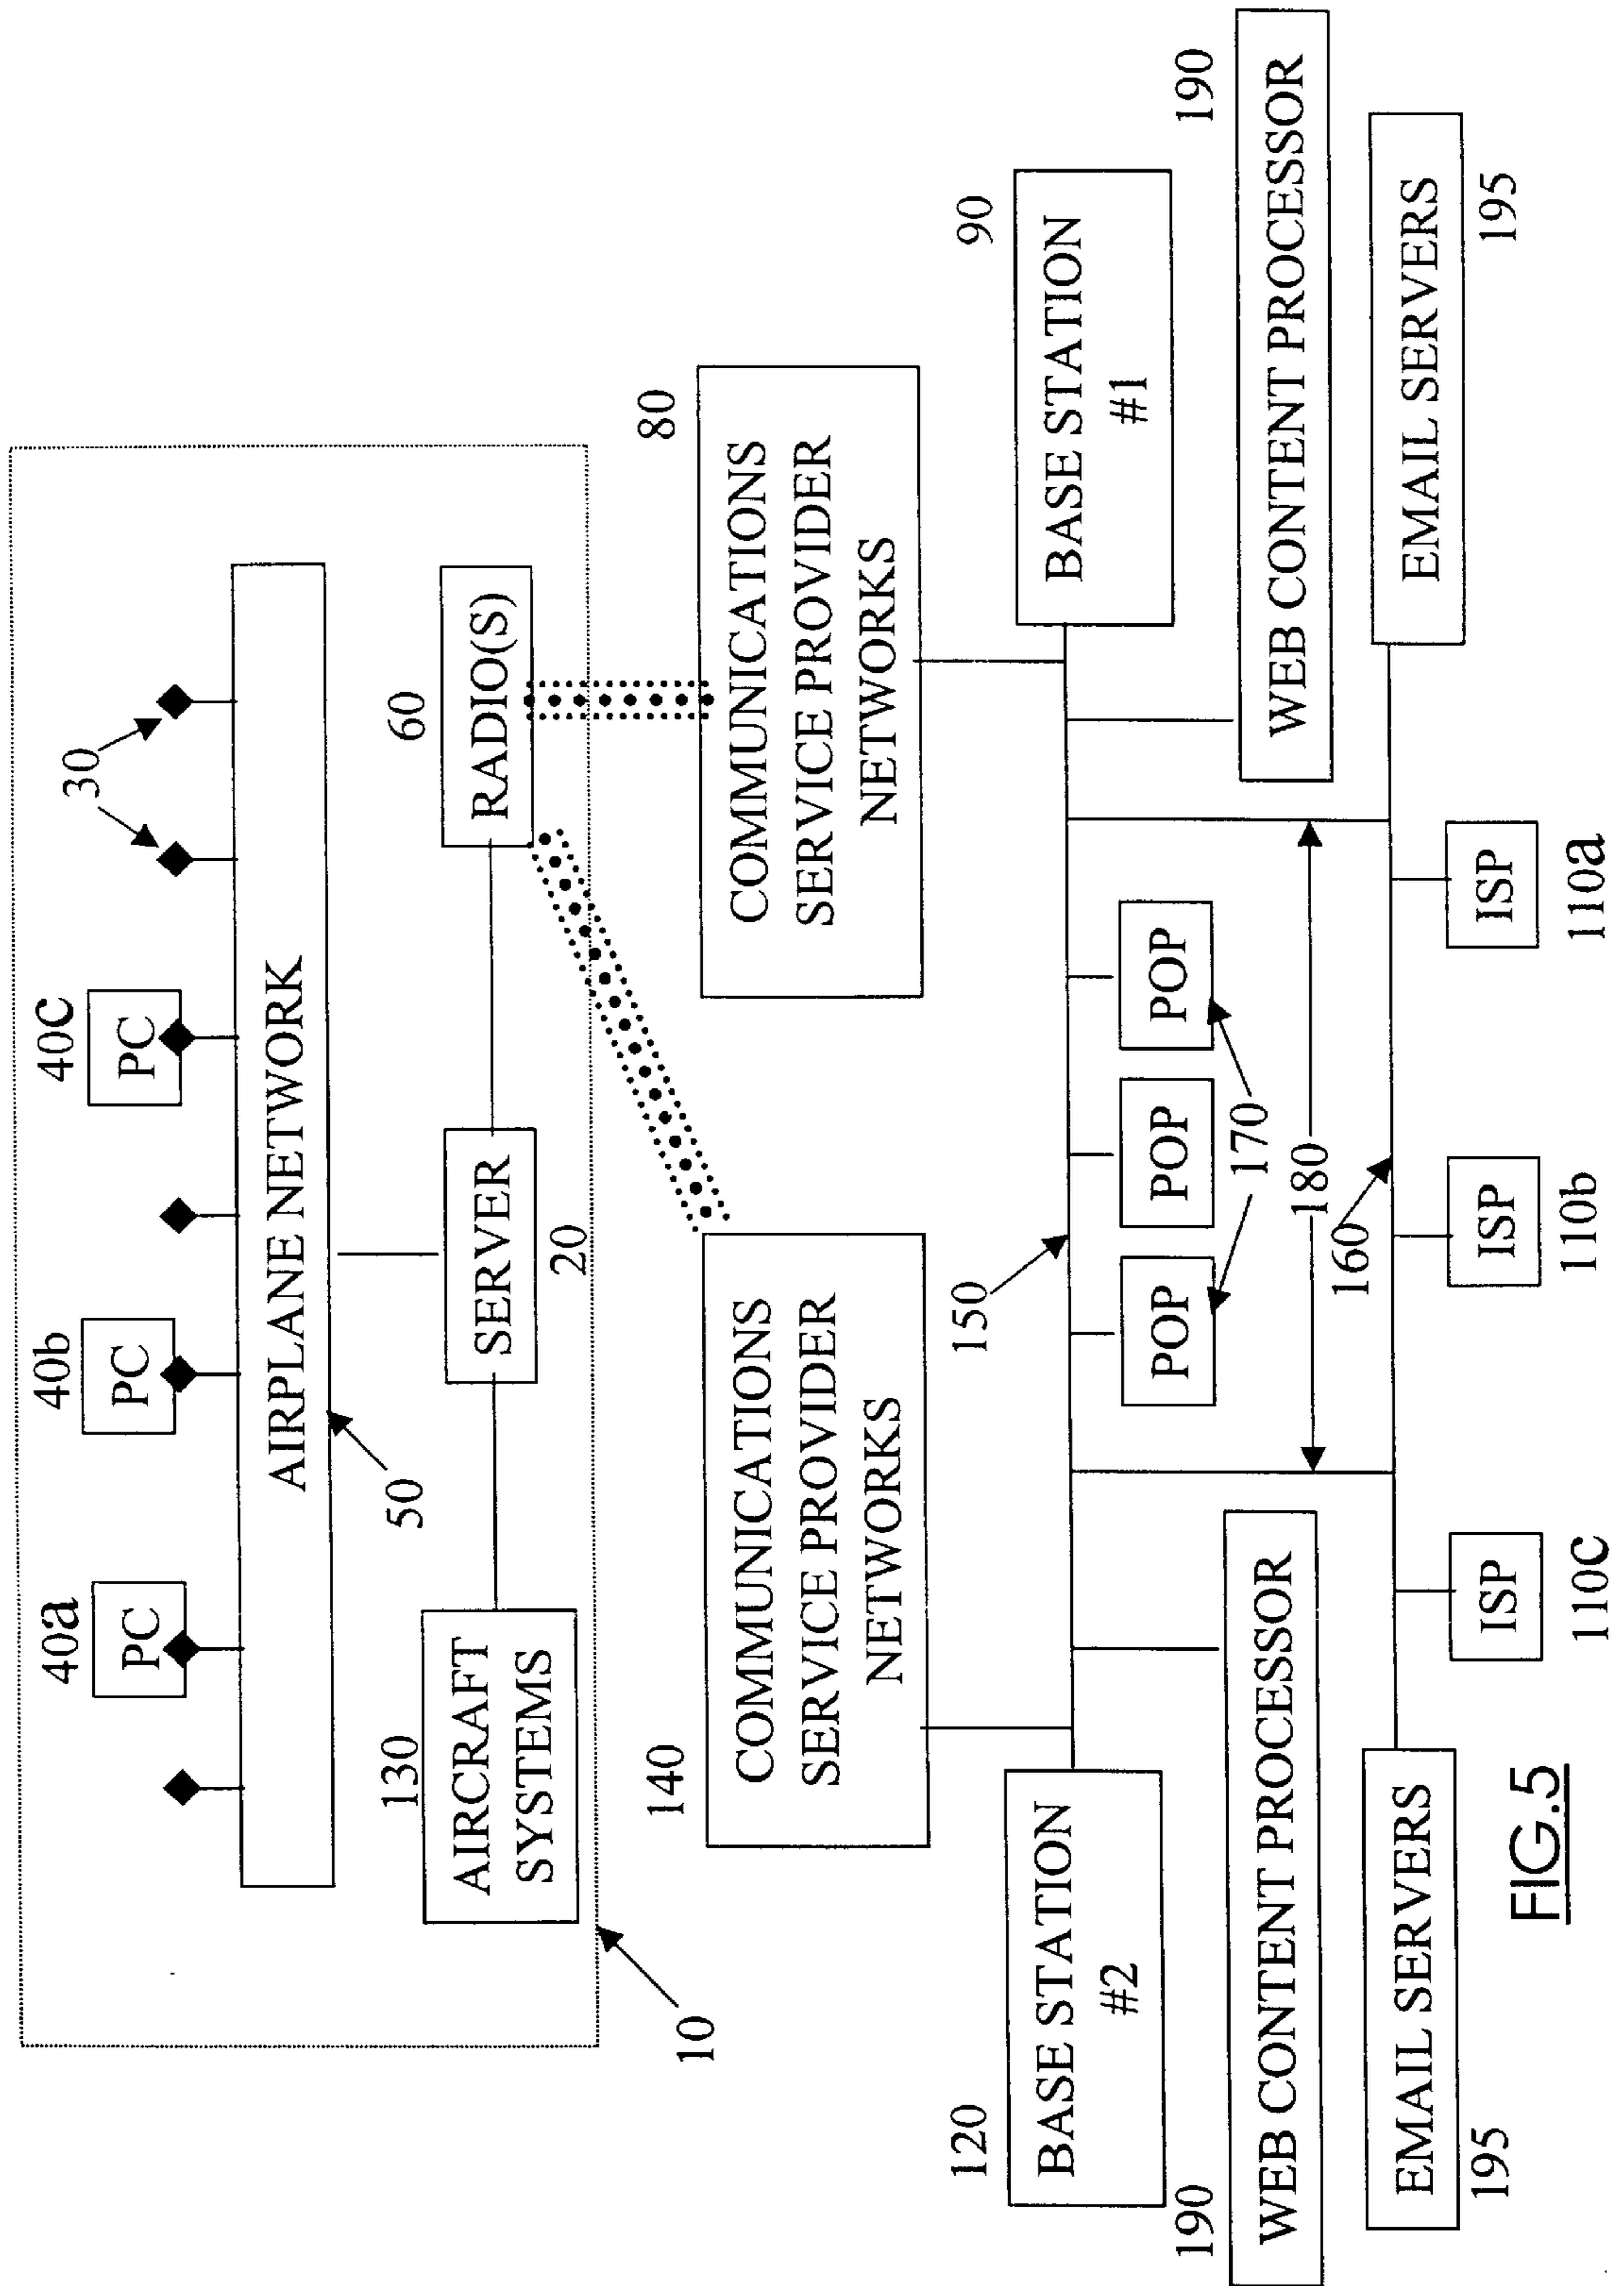 40a
40b
40c
30
PC
PC
PC
AIRPLANE NETWORK
50
130
60
AIRCRAFT
SYSTEMS
SERVER
RADIO(S)
20
10
140
80
COMMUNICATIONS
SERVICE PROVIDER
NETWORKS
COMMUNICATIONS
SERVICE PROVIDER
NETWORKS
120
150
90
BASE STATION
#2
BASE STATION
#1
POP
POP
POP
190
170
190
WEB CONTENT PROCESSOR
180
WEB CONTENT PROCESSOR
160
EMAIL SERVERS
EMAIL SERVERS
195
195
ISP
ISP
ISP
110c
110b
110a
FIG.5